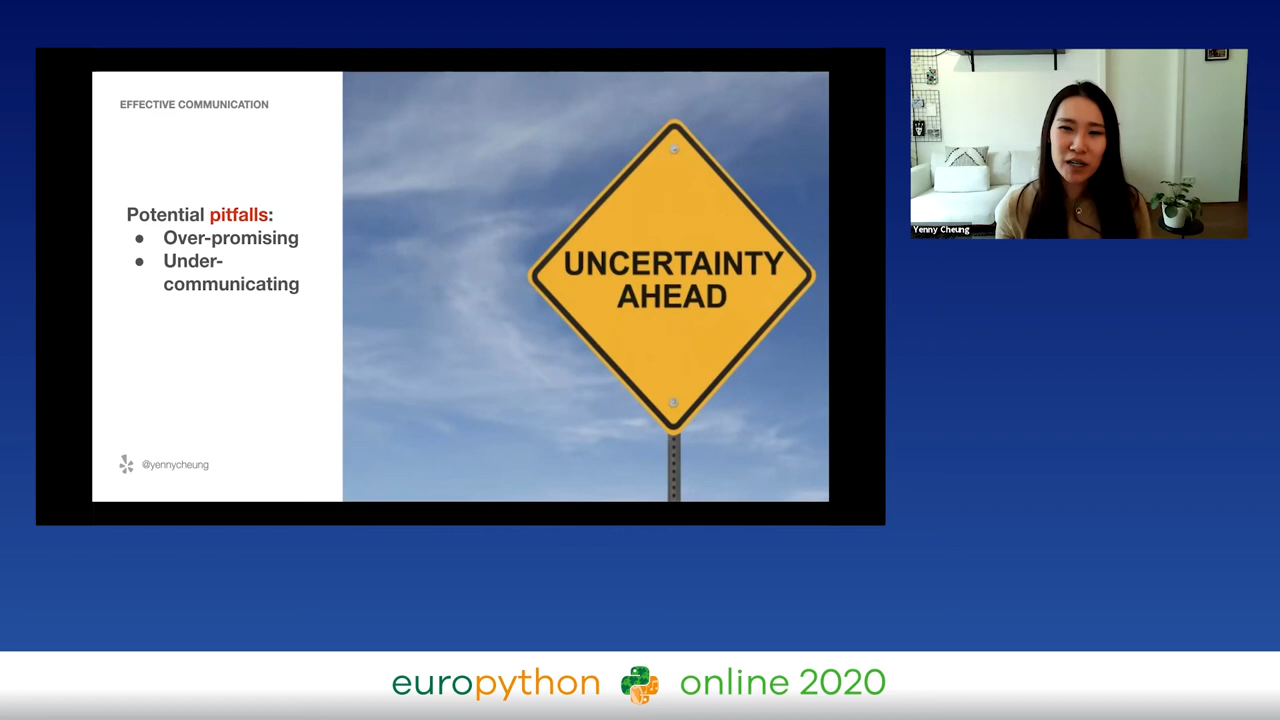 EFFECTIVE COMMUNICATION
Potential pitfalls:
● Over-promising
● Under-
communicating
@yennycheung
UNCERTAINTY
AHEAD
Yenny Cheung
europython online 2020